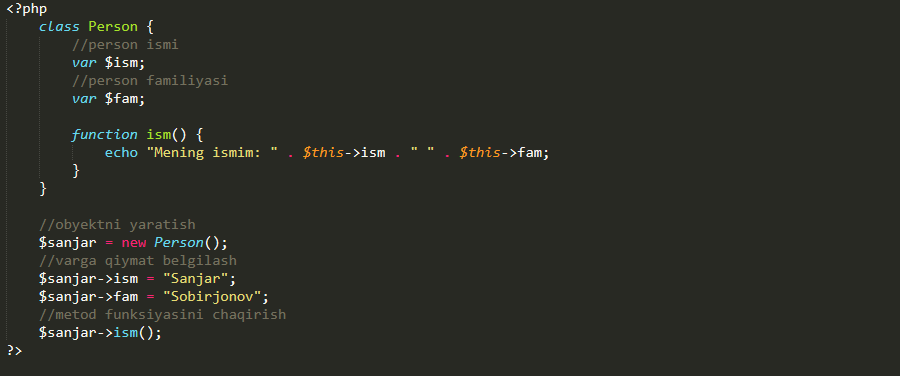 <?php
class Person {
//person ismi
var $ism;
//person familiyasi
var $fam;
function ism() {
echo "Mening ismim: " . $this->ism . " " . $this->fam;
}
}
//obyektni yaratish
$sanjar = new Person();
//varga qiymat belgilash
$sanjar->ism = "Sanjar";
$sanjar->fam = "Sobirjonov";
//metod funksiyasini chaqirish
$sanjar->ism();
?>